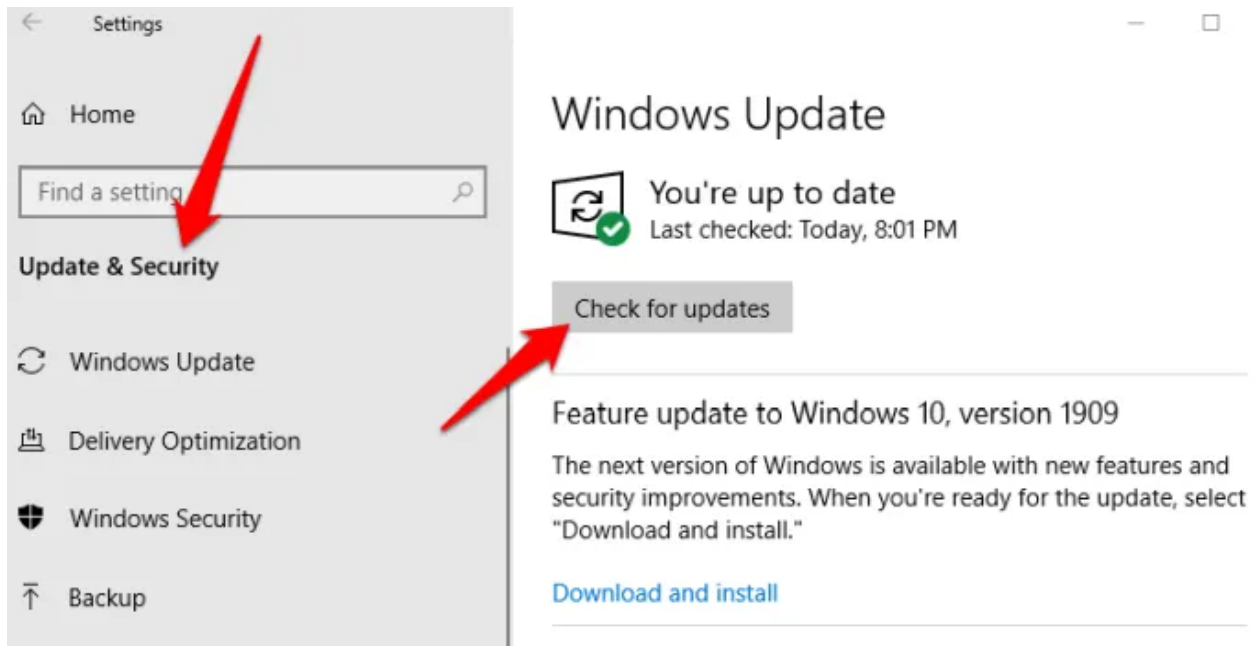 Settings
Home
Find a setting
Update & Security
Windows Update
Delivery Optimization
Windows Security
Backup
Windows Update
You're up to date
Last checked: Today, 8:01 PM
Check for updates
Feature update to Windows 10, version 1909
The next version of Windows is available with new features and
security improvements. When you're ready for the update, select
"Download and install."
Download and install